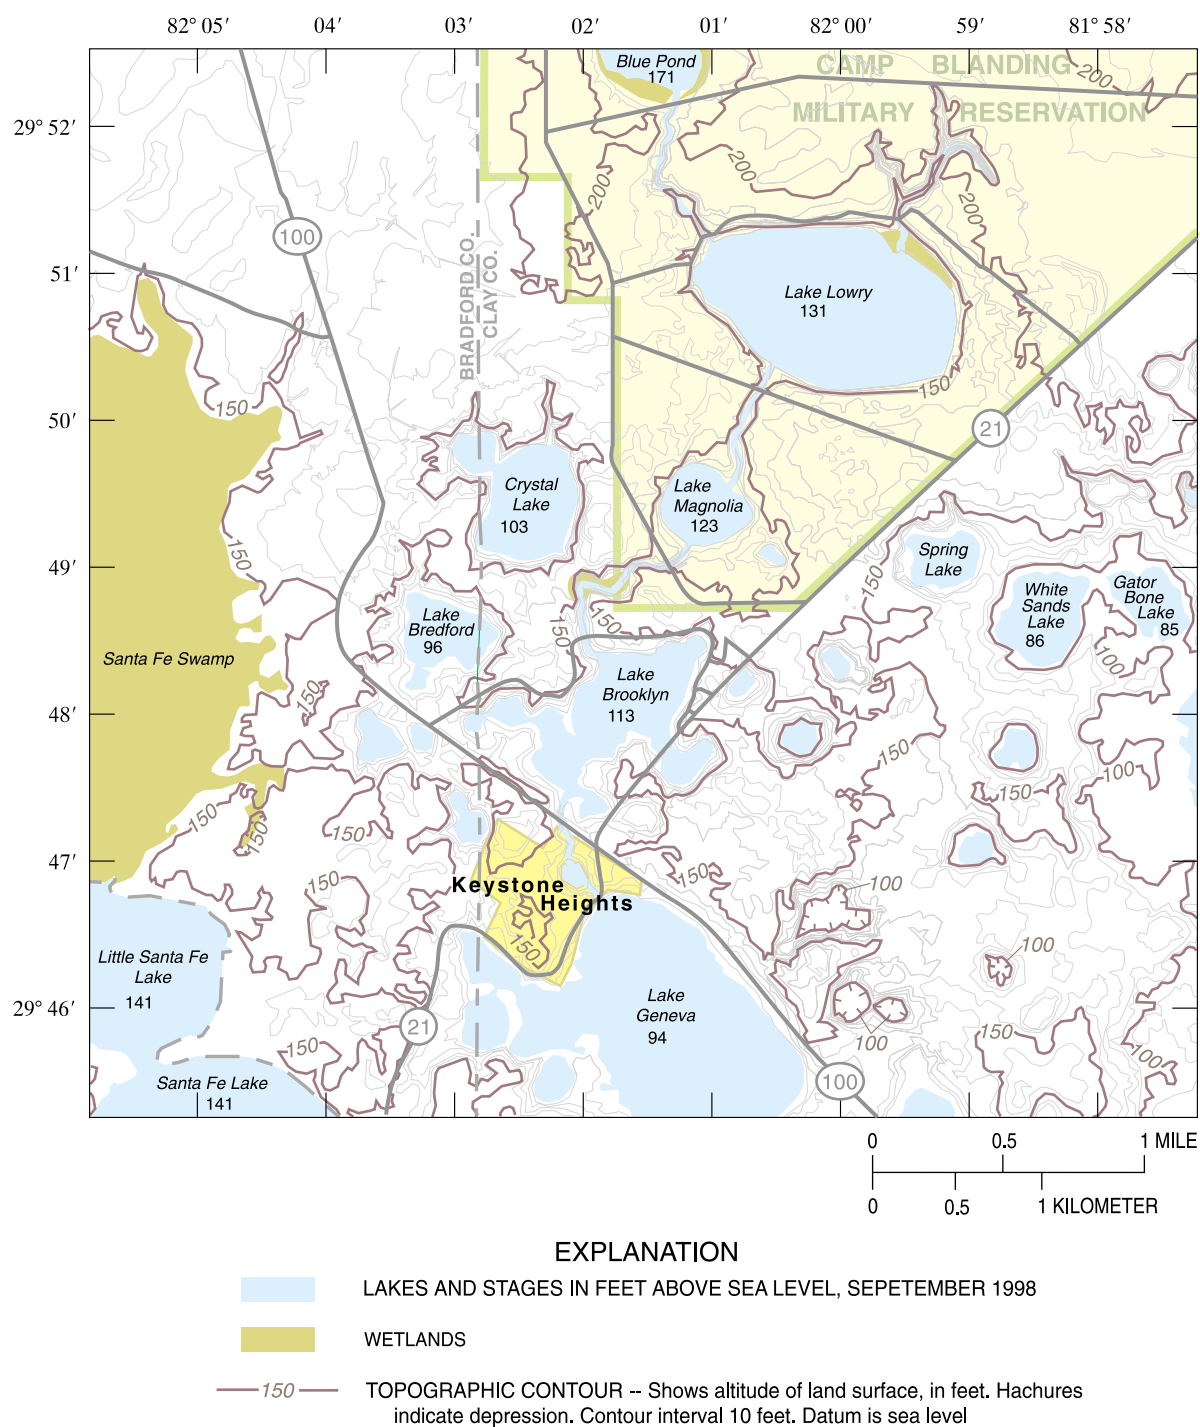 82° 05′ 04′ 03′ 02′ 01′ 82° 00′ 59′ 81° 58′
29° 52′
51′
50′
49′
48′
47′
29° 46′
CAMP BLANDING
MILITARY RESERVATION
Blue Pond
171
200
200
200
200
100
BRADFORD CO.
CLAY CO.
Lake Lowry
131
150
21
150
Crystal
Lake
103
Lake
Magnolia
123
150
Spring
Lake
150
White
Sands
Lake
86
Gator
Bone
Lake
85
100
Lake
Bredford
96
150
150
Santa Fe Swamp
150
Lake
Brooklyn
113
150
100
150
150
150
150
150
150
150
Keystone
Heights
150
100
100
Little Santa Fe
Lake
141
Lake
Geneva
94
21
150
100
150
100
100
Santa Fe Lake
141
0 0.5 1 MILE
0 0.5 1 KILOMETER
EXPLANATION
LAKES AND STAGES IN FEET ABOVE SEA LEVEL, SEPETEMBER 1998
WETLANDS
150 TOPOGRAPHIC CONTOUR -- Shows altitude of land surface, in feet. Hachures
indicate depression. Contour interval 10 feet. Datum is sea level